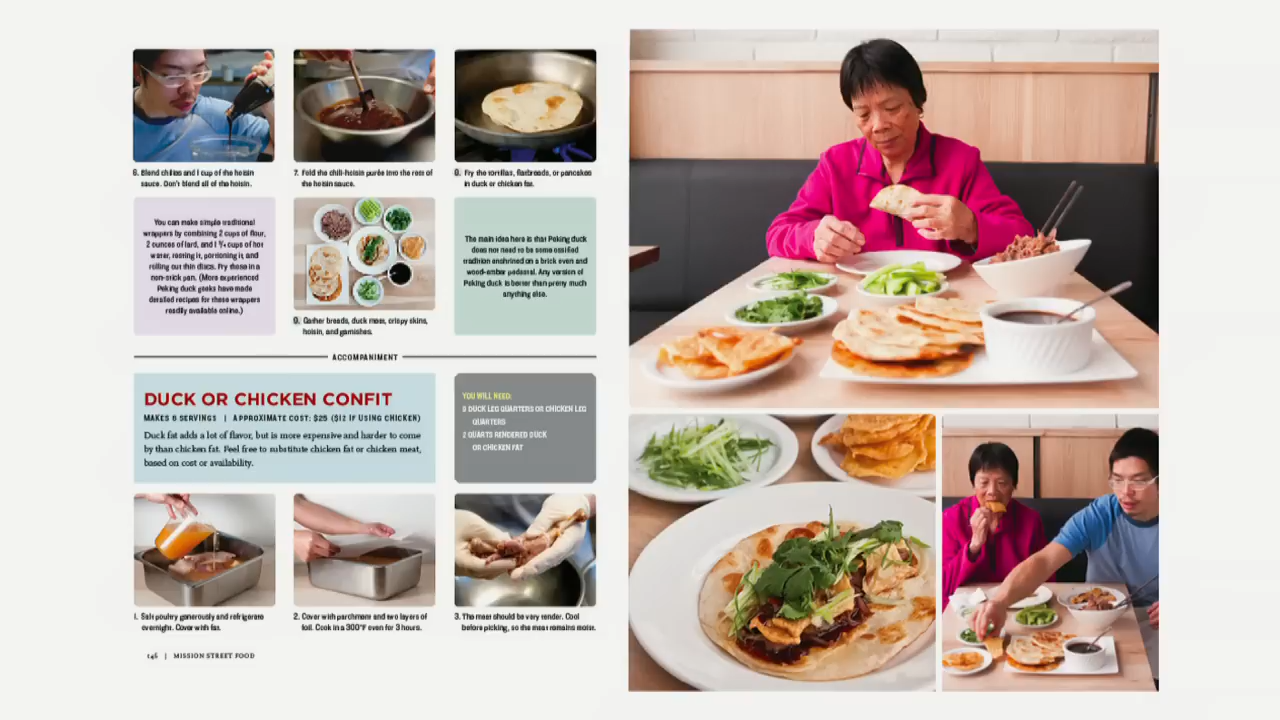 6. Blend chilies and 1 cup of the hoisin
sauce. Don't blend all of the hoisin.
7. Fold the chili-hoisin purée into the rest of
the hoisin sauce.
8. Fry the tortillas, flatbreads, or pancakes
in duck or chicken fat.
You can make simple traditional
wrappers by combining 2 cups of flour,
2 ounces of lard, and 1 ¾ cups of hot
water, resting it, portioning it, and
rolling out thin discs. Fry these in a
non-stick pan. (More experienced
Peking duck geeks have made
detailed recipes for these wrappers
readily available online.)
9. Gather breads, duck meat, crispy skins,
hoisin, and garnishes.
The main idea here is that Peking duck
does not need to be some ossified
tradition enshrined on a brick oven and
wood-ember pedestal. Any version of
Peking duck is better than pretty much
anything else.
ACCOMPANIMENT
DUCK OR CHICKEN CONFIT
MAKES 8 SERVINGS | APPROXIMATE COST: $25 ($12 IF USING CHICKEN)
Duck fat adds a lot of flavor, but is more expensive and harder to come
by than chicken fat. Feel free to substitute chicken fat or chicken meat,
based on cost or availability.
YOU WILL NEED:
8 DUCK LEG QUARTERS OR CHICKEN LEG
QUARTERS
2 QUARTS RENDERED DUCK
OR CHICKEN FAT
1. Salt poultry generously and refrigerate
overnight. Cover with fat.
2. Cover with parchment and two layers of
foil. Cook in a 300°F oven for 3 hours.
3. The meat should be very tender. Cool
before picking, so the meat remains moist.
146 | MISSION STREET FOOD